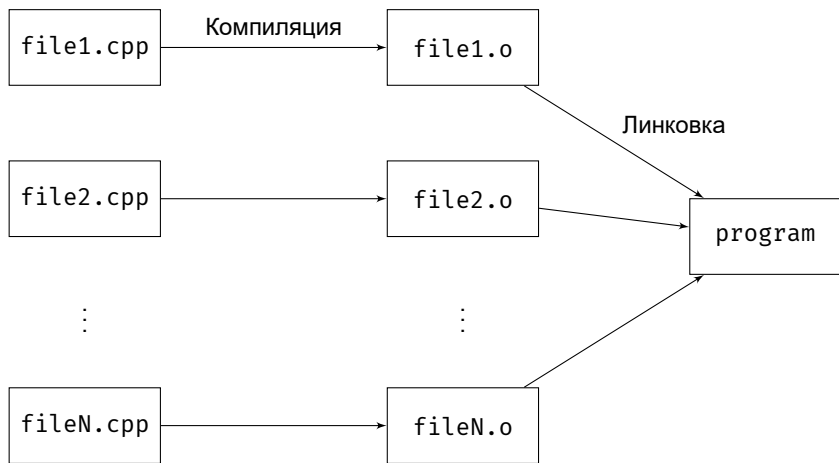 file1.cpp
Компиляция
file1.o
Линковка
file2.cpp
file2.o
program
fileN.cpp
fileN.o